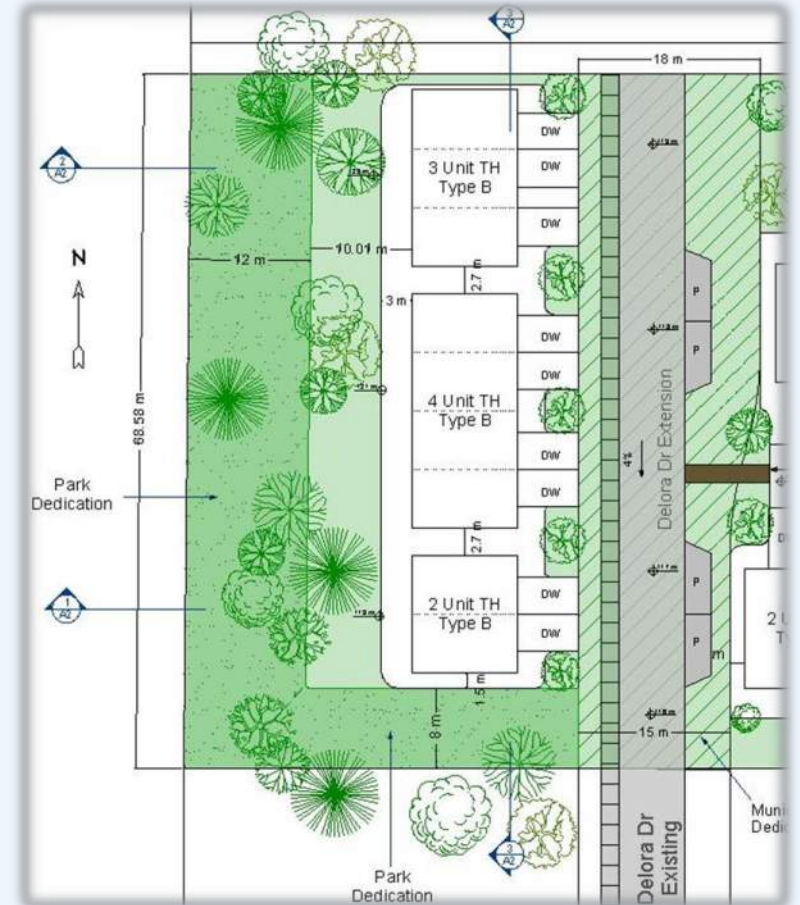 3
A2
18 m
2
A2
N
3 Unit TH
Type B
DW
DW
DW
12 m
10.01 m
2.7 m
3 m
P
P
DW
DW
4 Unit TH
Type B
DW
DW
68.58 m
4%
Delora Dr Extension
Park
Dedication
2.7 m
P
P
1
A2
2 Unit TH
Type B
DW
DW
m
1.5 m
8 m
15 m
3
A2
Park
Dedication
Delora Dr
Existing